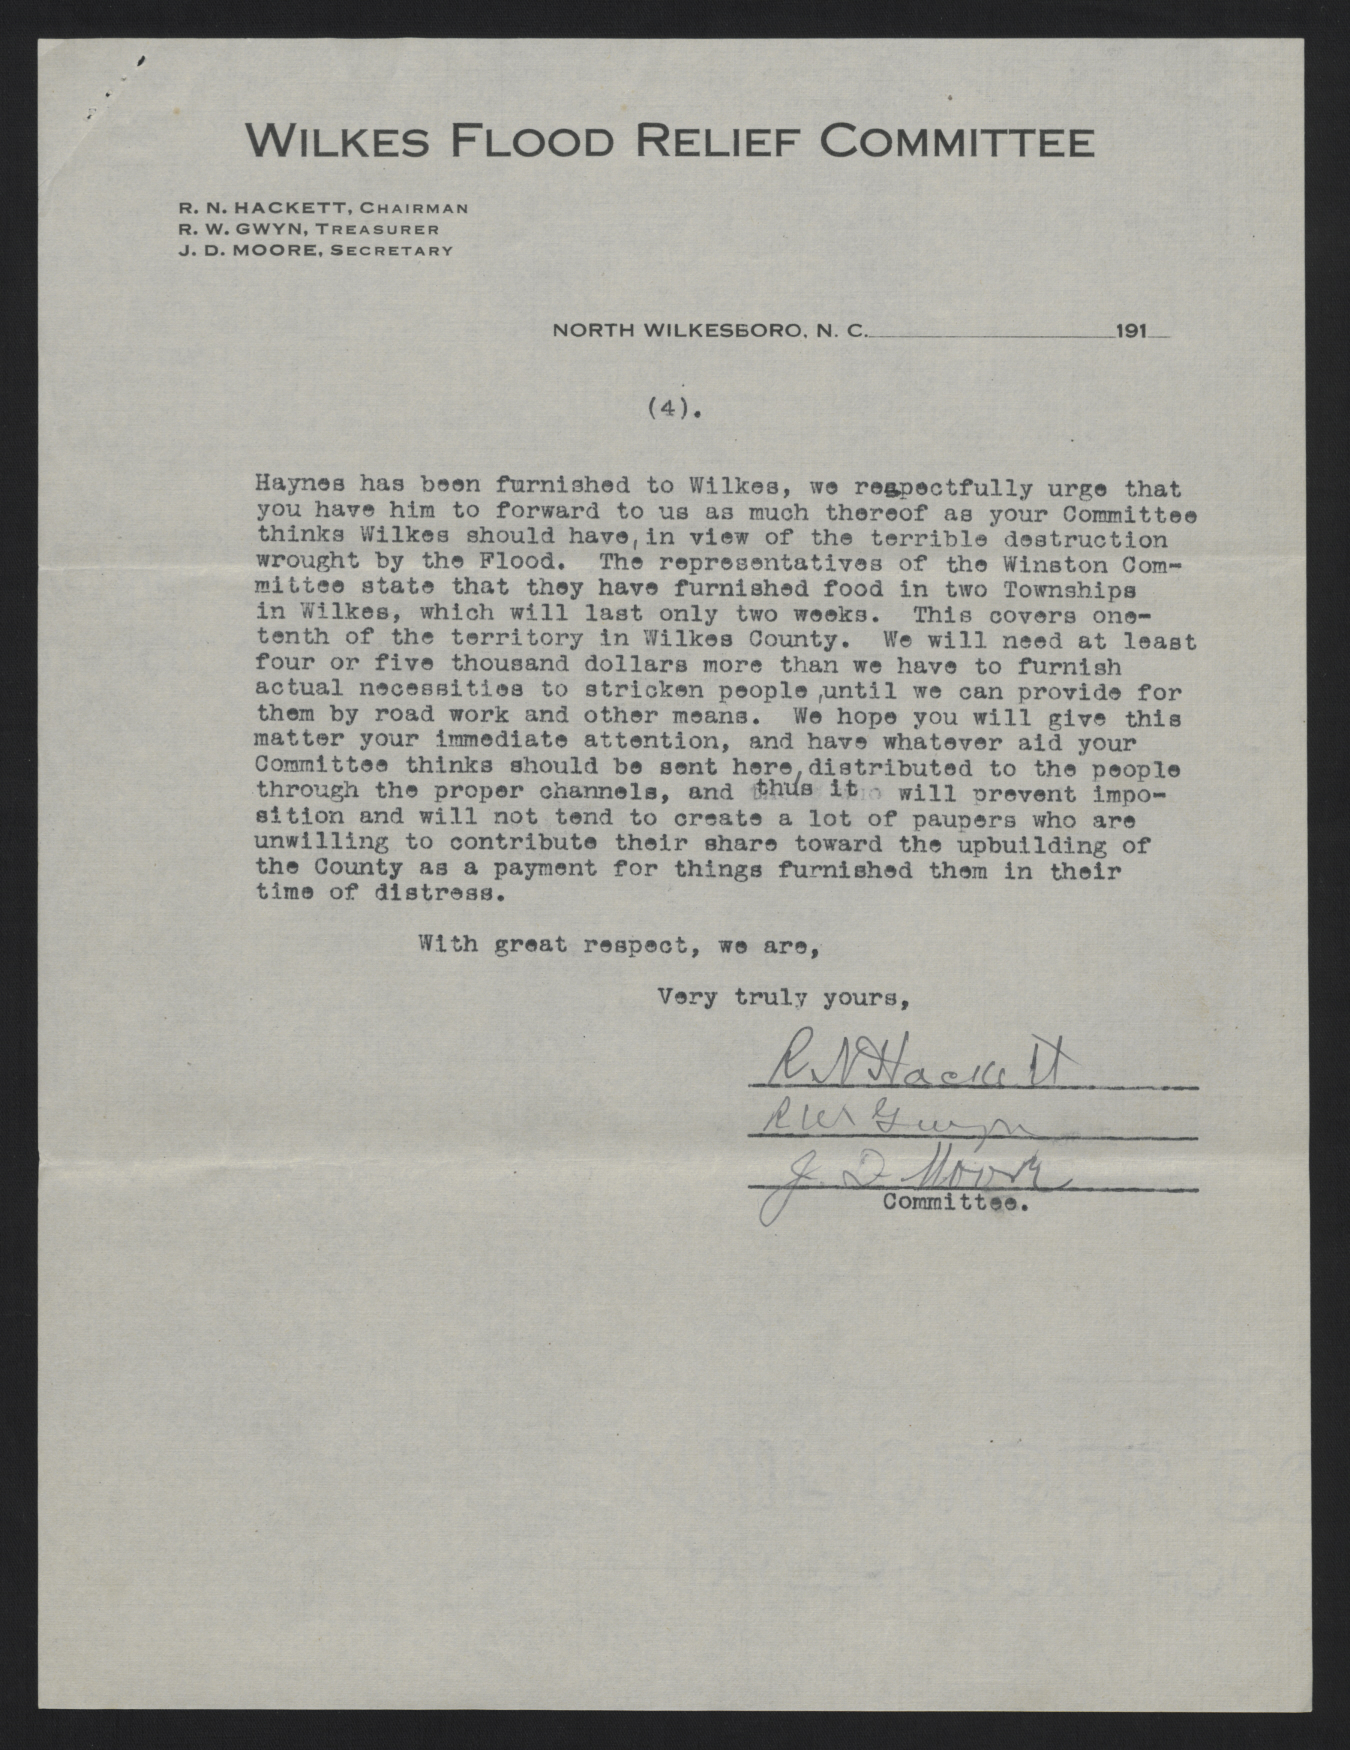 WILKES FLOOD RELIEF COMMITTEE
R. N. HACKETT, CHAIRMAN
R. W. GWYN, TREASURER
J. D. MOORE, SECRETARY
NORTH WILKESBORO, N. C. 191
(4).
Haynes has been furnished to Wilkes, we respectfully urge that
you have him to forward to us as much thereof as your Committee
thinks Wilkes should have, in view of the terrible destruction
wrought by the Flood. The representatives of the Winston Com-
mittee state that they have furnished food in two Townships
in Wilkes, which will last only two weeks. This covers one-
tenth of the territory in Wilkes County. We will need at least
four or five thousand dollars more than we have to furnish
actual necessities to stricken people ,until we can provide for
them by road work and other means. We hope you will give this
matter your immediate attention, and have whatever aid your
Committee thinks should be sent here, distributed to the people
through the proper channels, and thus it will prevent impo-
sition and will not tend to create a lot of paupers who are
unwilling to contribute their share toward the upbuilding of
the County as a payment for things furnished them in their
time of distress.
With great respect, we are,
Very truly yours,
R N Hackett
R W Gwyn
J. D. Moore
Committee.